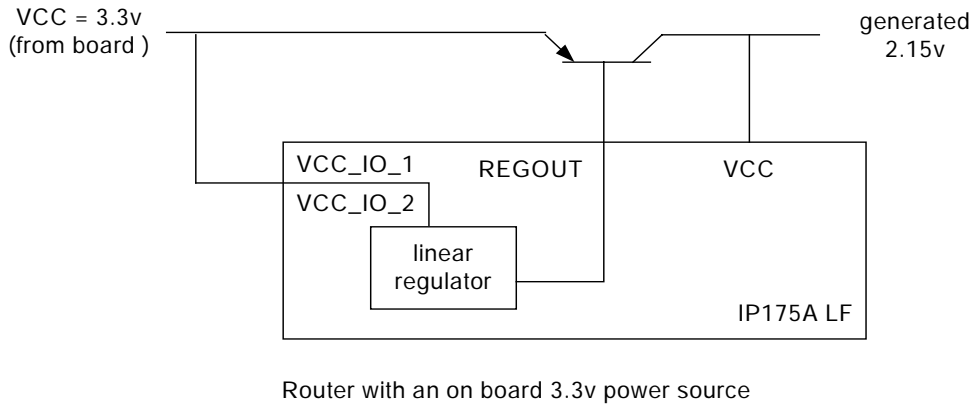 VCC = 3.3v
(from board )
generated
2.15v
VCC_IO_1
REGOUT
VCC
VCC_IO_2
linear
regulator
IP175A LF
Router with an on board 3.3v power source